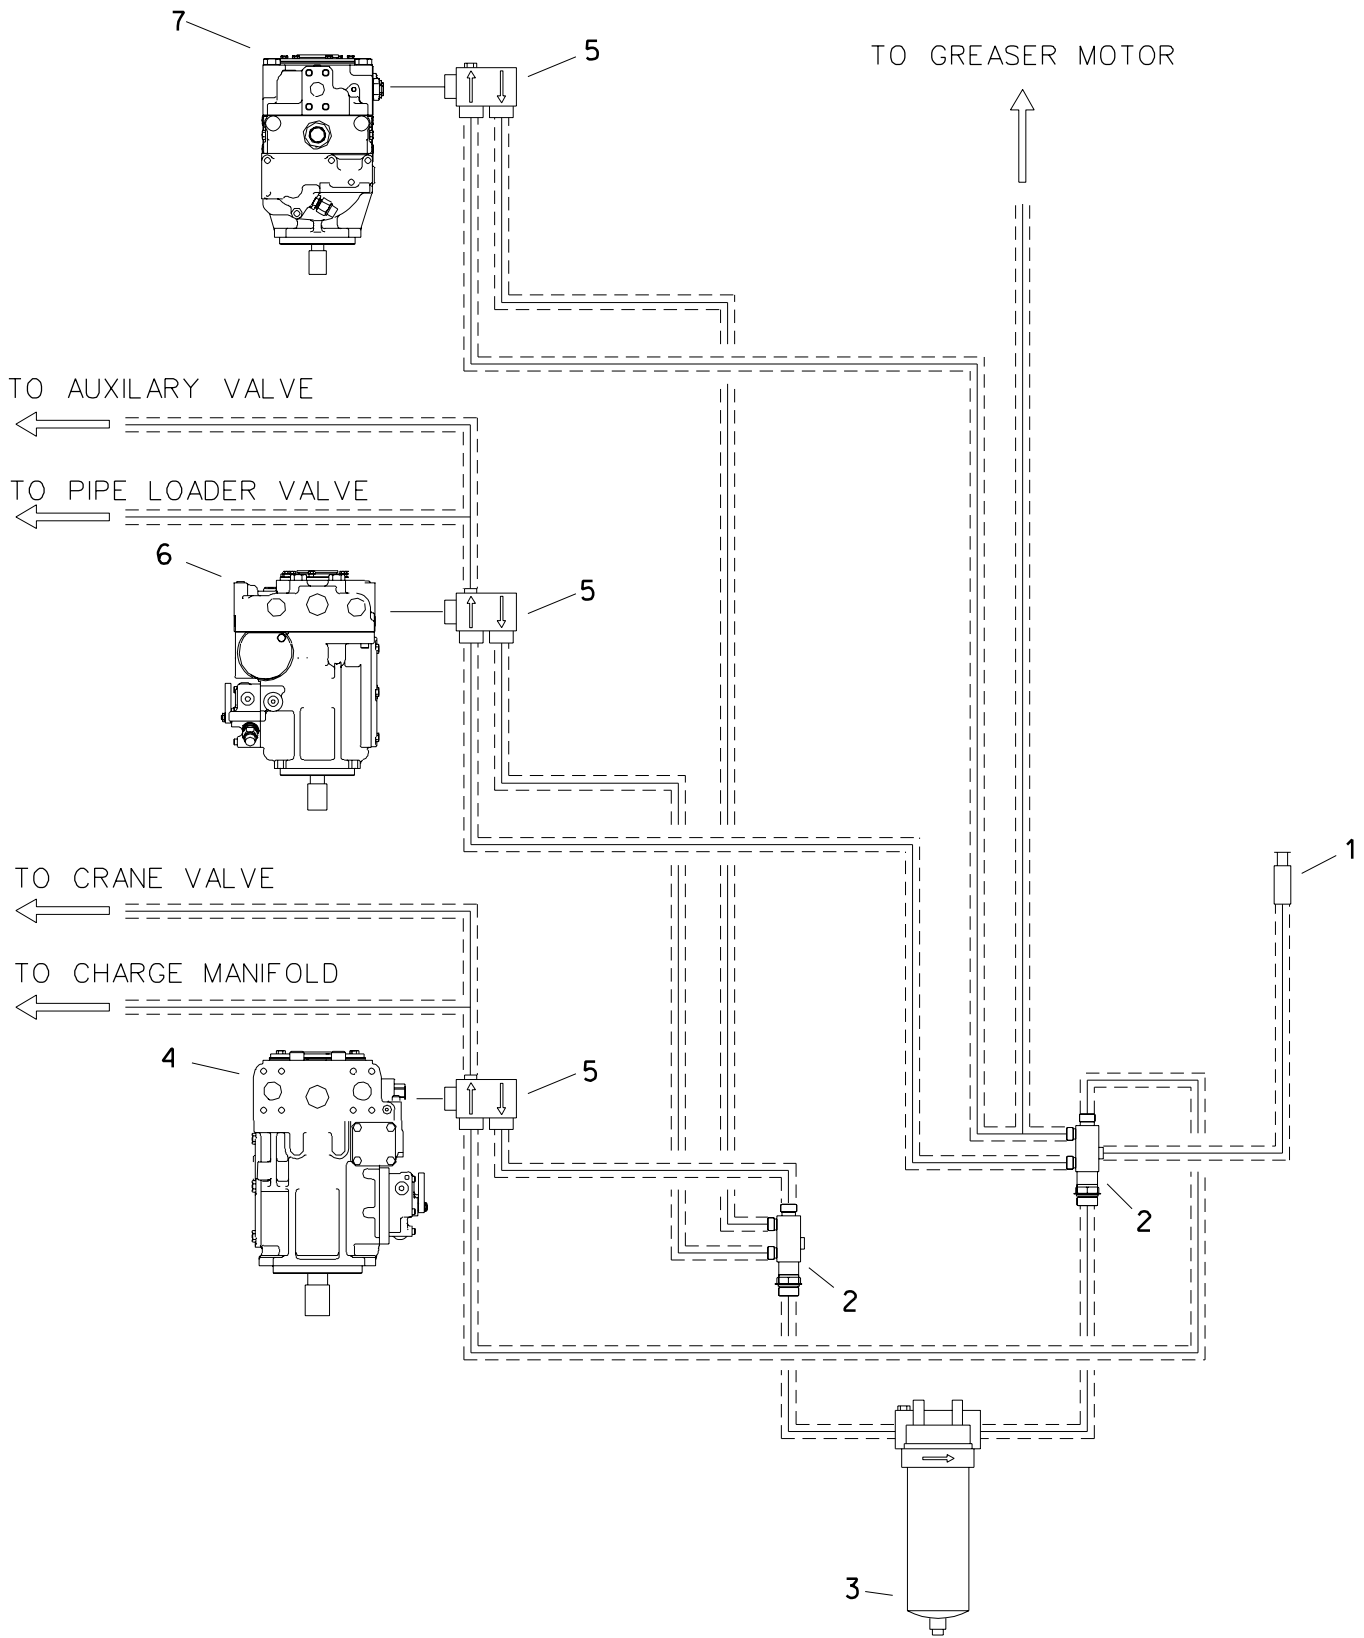 7
5
TO GREASER MOTOR
TO AUXILARY VALVE
TO PIPE LOADER VALVE
6
5
1
TO CRANE VALVE
TO CHARGE MANIFOLD
4
5
2
2
3